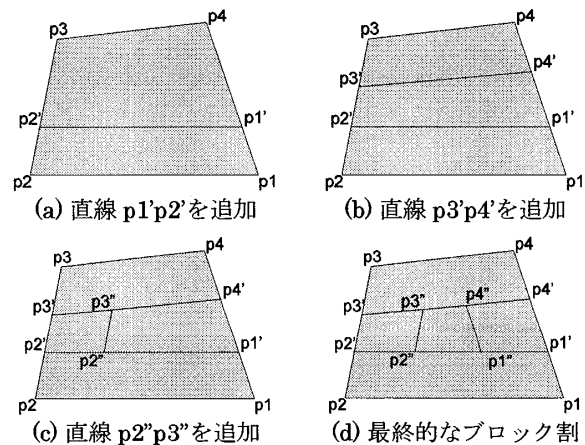 p3
p4
p2'
p1'
p2
p1
(a) 直線 p1'p2'を追加
p3
p4
p3'
p4'
p2'
p1'
p2
p1
(b) 直線 p3'p4'を追加
p3
p4
p3'
p3"
p4'
p2'
p2"
p1'
p2
p1
(c) 直線 p2"p3"を追加
p3
p4
p3'
p3"
p4"
p4'
p2'
p2"
p1"
p1'
p2
p1
(d) 最終的なブロック割